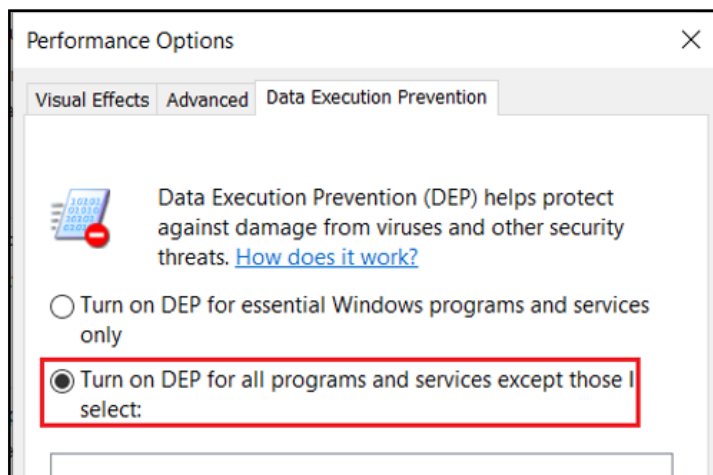 Performance Options
Visual Effects Advanced Data Execution Prevention
Data Execution Prevention (DEP) helps protect
against damage from viruses and other security
threats. How does it work?
Turn on DEP for essential Windows programs and services
only
Turn on DEP for all programs and services except those I
select: